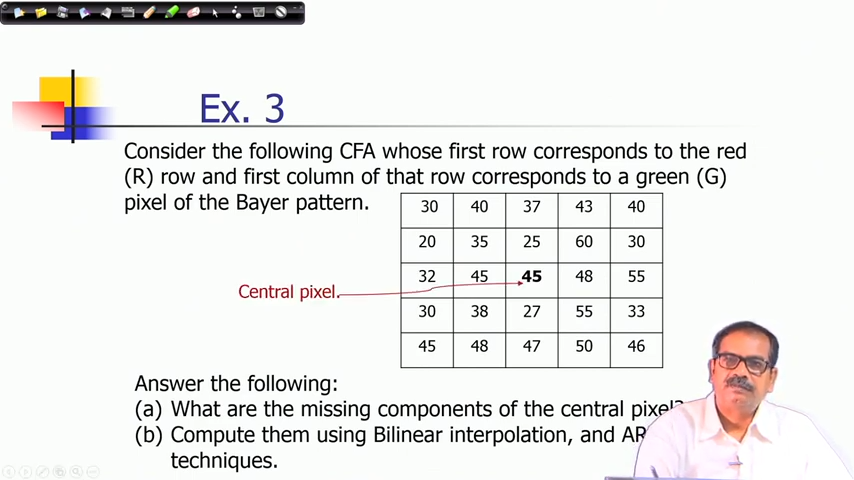 Ex. 3
Consider the following CFA whose first row corresponds to the red
(R) row and first column of that row corresponds to a green (G)
pixel of the Bayer pattern.
30 40 37 43 40
20 35 25 60 30
32 45 45 48 55
Central pixel.
30 38 27 55 33
45 48 47 50 46
Answer the following:
(a) What are the missing components of the central pixel?
(b) Compute them using Bilinear interpolation, and
techniques.